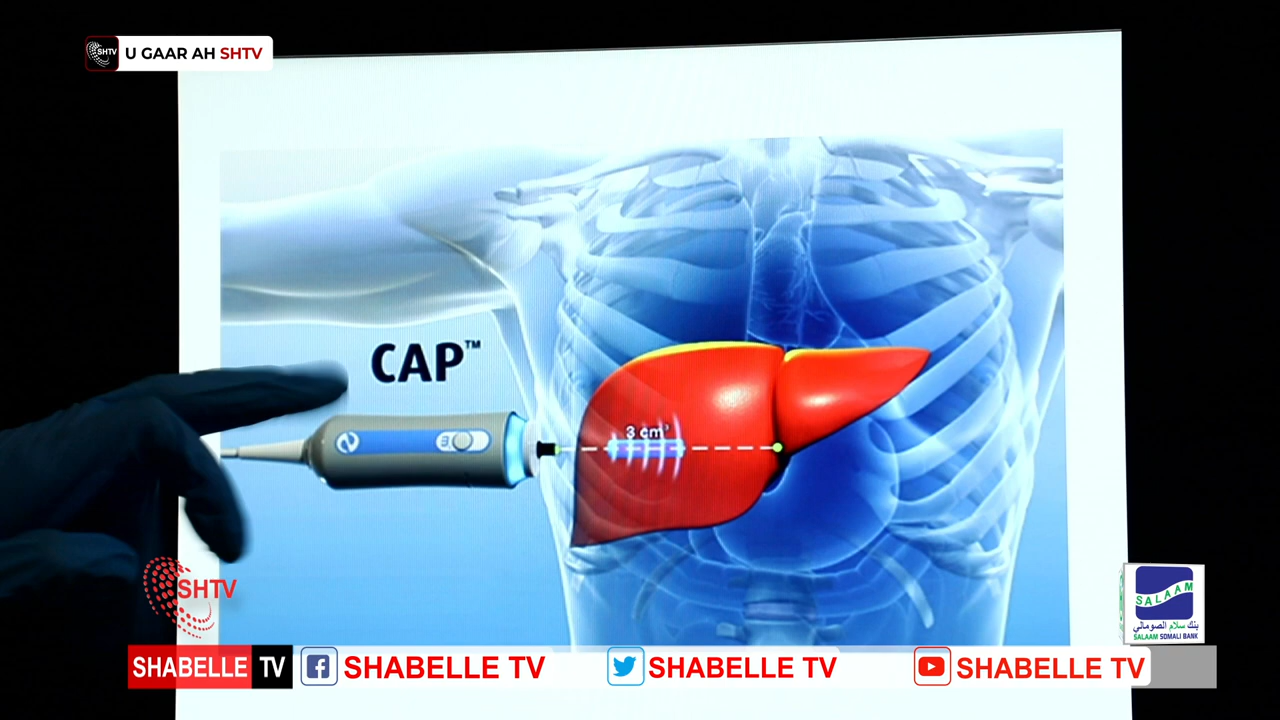 SHTV
U GAAR AH SHTV
CAP™
3 cm³
M
SHTV
SALAAM
بنك سلام الصومالي
SALAAM SOMALI BANK
SHABELLE TV
SHABELLE TV
SHABELLE TV
SHABELLE TV